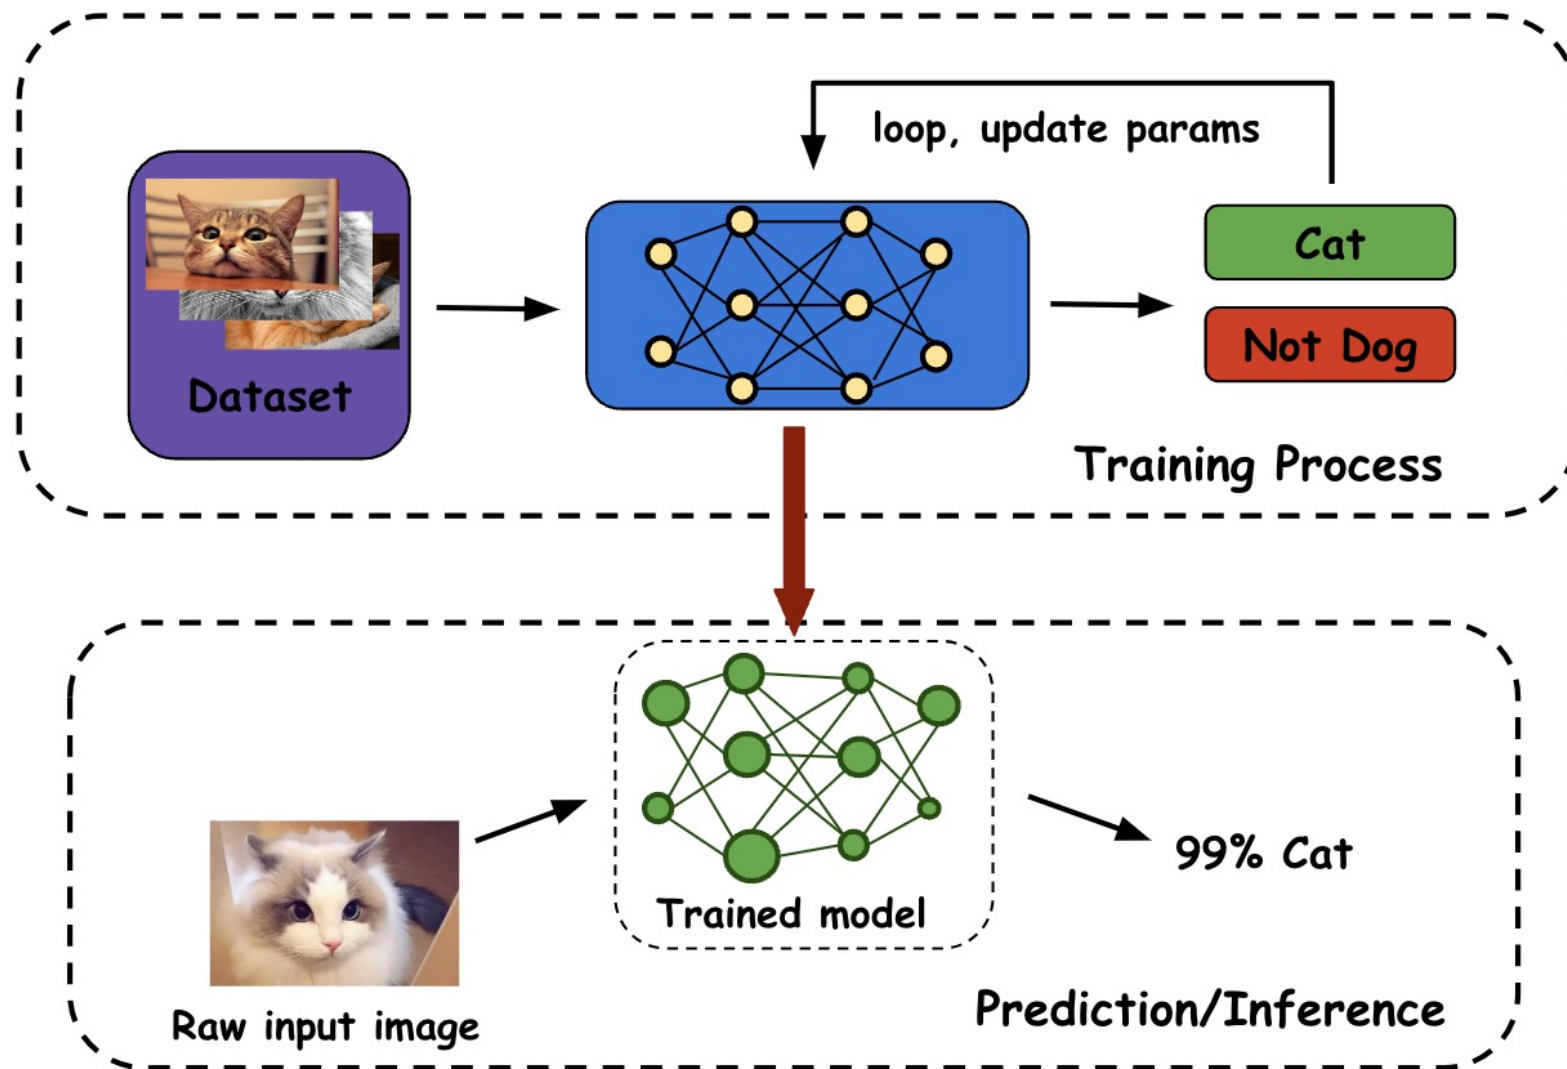 loop, update params
Cat
Not Dog
Dataset
Training Process
Trained model
99% Cat
Raw input image
Prediction/Inference